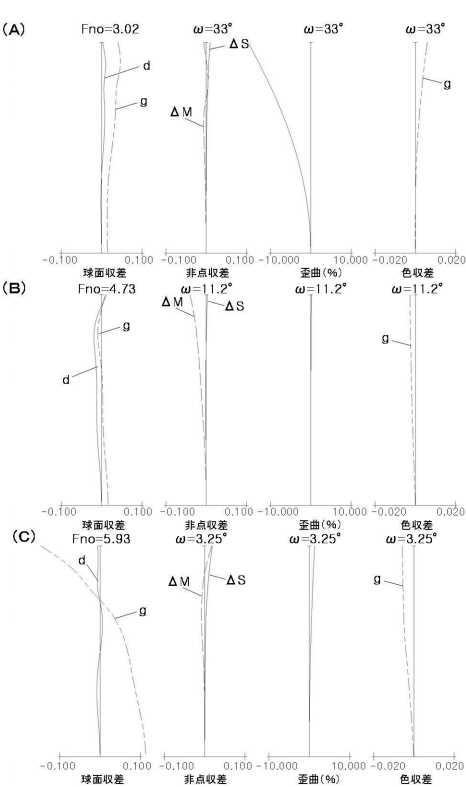 (A) Fno=3.02 ω=33° ω=33° ω=33°
ΔS
d
g
g
ΔM
-0.100 0.100 -0.100 0.100 -10.000 10.000 -0.020 0.020
球面収差 非点収差 歪曲(%) 色収差
(B) Fno=4.73 ω=11.2° ω=11.2° ω=11.2°
ΔM ΔS
g
g
d
-0.100 0.100 -0.100 0.100 -10.000 10.000 -0.020 0.020
球面収差 非点収差 歪曲(%) 色収差
(C) Fno=5.93 ω=3.25° ω=3.25° ω=3.25°
d
ΔM ΔS
g
g
-0.100 0.100 -0.100 0.100 -10.000 10.000 -0.020 0.020
球面収差 非点収差 歪曲(%) 色収差